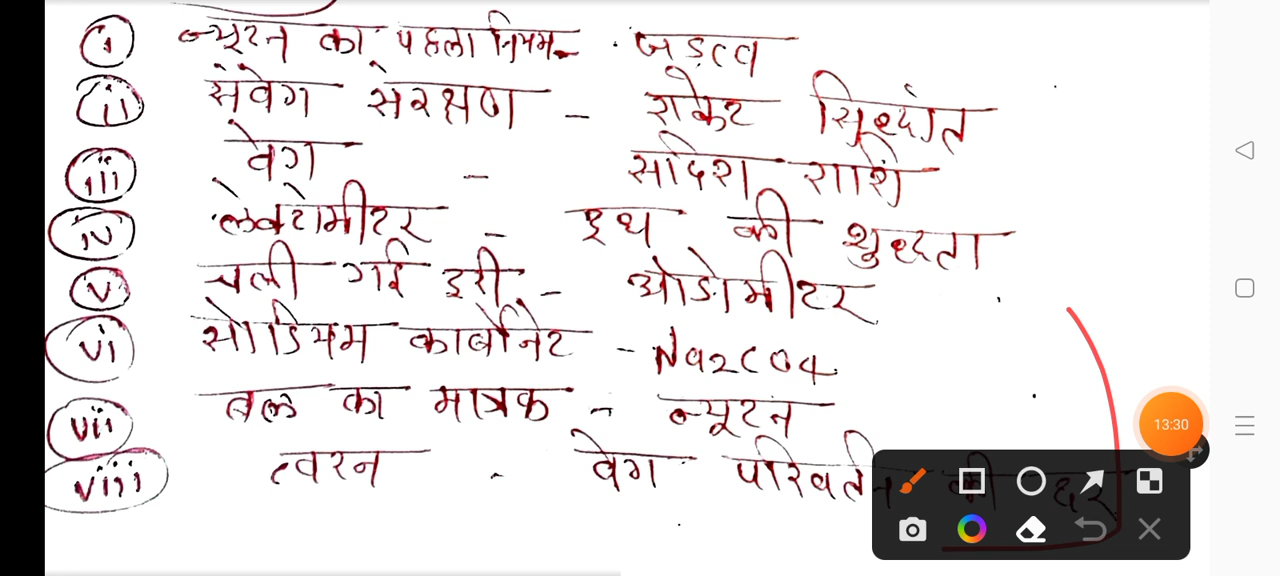 (i) न्यूटन का पहला नियम - जड़त्व
(ii) संवेग संरक्षण - राकेट सिद्धांत
(iii) वेग - सदिश राशि
(iv) लेक्टोमीटर - दुध की शुद्धता
(v) चली गई दुरी - ओडोमीटर
(vi) सोडियम कार्बोनेट - Na2CO4
(vii) बल का मात्रक - न्यूटन
(viii) त्वरन - वेग परिवर्तन की दर
13:30